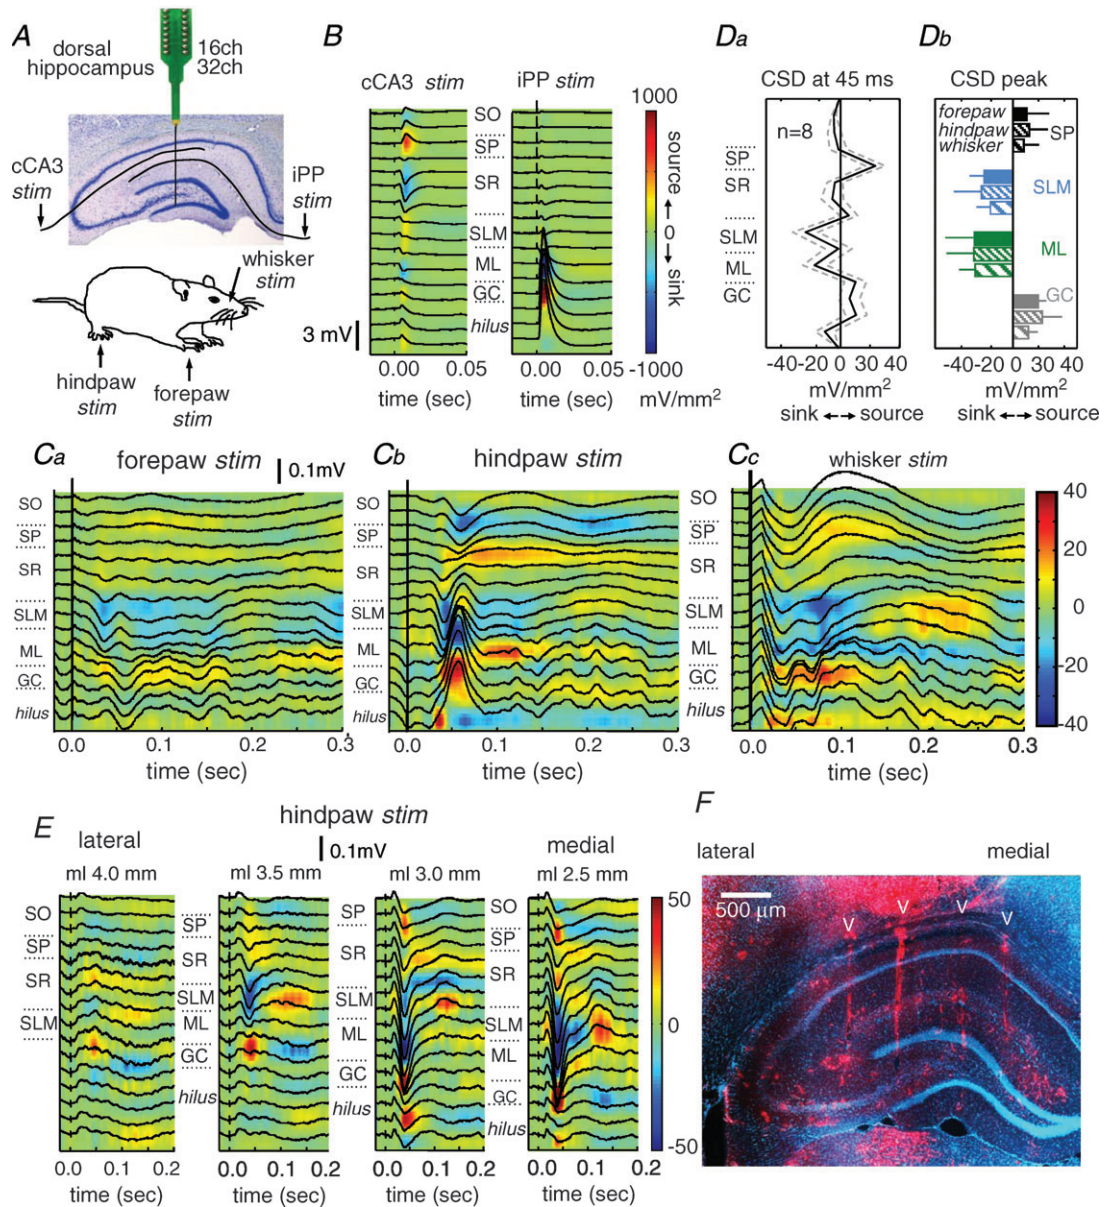 A
dorsal
hippocampus
16ch
32ch
cCA3
stim
iPP
stim
whisker
stim
hindpaw
stim
forepaw
stim
B
cCA3 stim
iPP stim
SO
SP
SR
SLM
ML
GC
hilus
3 mV
0.00 0.05
time (sec)
0.00 0.05
time (sec)
1000
source
0
sink
-1000
mV/mm²
Da
CSD at 45 ms
n=8
SP
SR
SLM
ML
GC
-40 -20 0 20 40
mV/mm²
sink
source
Db
CSD peak
forepaw
hindpaw
whisker
SP
SLM
ML
GC
-40 -20 0 30 40
mV/mm²
sink
source
Ca
forepaw stim
0.1mV
SO
SP
SR
SLM
ML
GC
hilus
0.0 0.1 0.2 0.3
time (sec)
Cb
hindpaw stim
SO
SP
SR
SLM
ML
GC
hilus
0.0 0.1 0.2 0.3
time (sec)
Cc
whisker stim
SO
SP
SR
SLM
ML
GC
hilus
0.0 0.1 0.2 0.3
time (sec)
40
20
0
-20
-40
E
hindpaw stim
0.1mV
lateral
medial
ml 4.0 mm
SO
SP
SR
SLM
0.0 0.1 0.2
time (sec)
ml 3.5 mm
SP
SR
SLM
ML
GC
hilus
0.0 0.1 0.2
time (sec)
ml 3.0 mm
SP
SR
SLM
ML
GC
hilus
0.0 0.1 0.2
time (sec)
ml 2.5 mm
SO
SP
SR
SLM
ML
GC
hilus
0.0 0.1 0.2
time (sec)
50
0
-50
F
lateral
medial
500 µm
V V V V